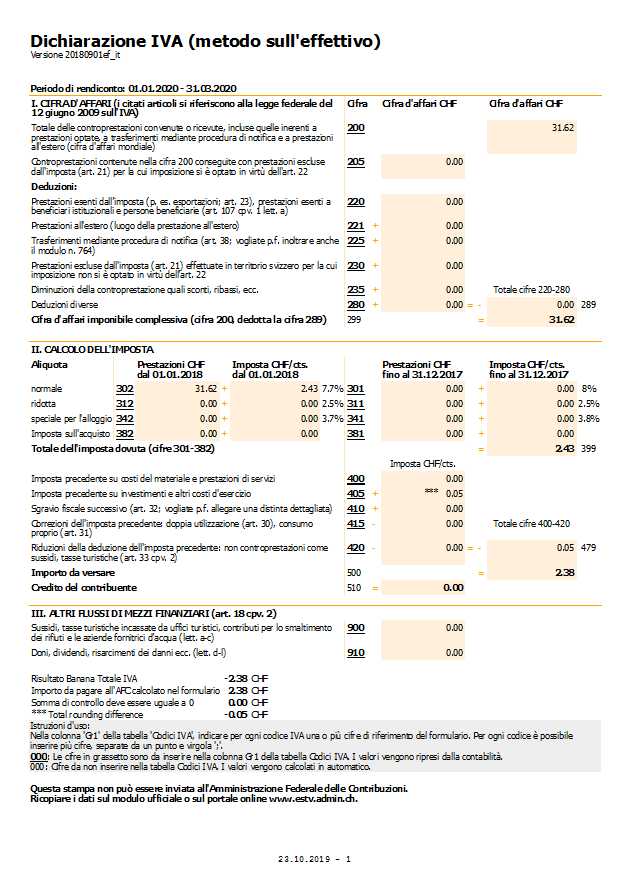 Dichiarazione IVA (metodo sull'effettivo)
Versione 20180901ef_it
Periodo di rendiconto: 01.01.2020 - 31.03.2020
I. CIFRA D'AFFARI (i citati articoli si riferiscono alla legge federale del Cifra Cifra d'affari CHF Cifra d'affari CHF
12 giugno 2009 sull'IVA)
Totale delle controprestazioni convenute o ricevute, incluse quelle inerenti a 200 31.62
prestazioni optate, a trasferimenti mediante procedura di notifica e a prestazioni
all'estero (cifra d'affari mondiale)
Controprestazioni contenute nella cifra 200 conseguite con prestazioni escluse 205 0.00
dall'imposta (art. 21) per la cui imposizione si è optato in virtù dell'art. 22
Deduzioni:
Prestazioni esenti dall'imposta (p. es. esportazioni; art. 23), prestazioni esenti a 220 0.00
beneficiari istituzionali e persone beneficiarie (art. 107 cpv. 1 lett. a)
Prestazioni all'estero (luogo della prestazione all'estero) 221 + 0.00
Trasferimenti mediante procedura di notifica (art. 38; vogliate p.f. inoltrare anche 225 + 0.00
il modulo n. 764)
Prestazioni escluse dall'imposta (art. 21) effettuate in territorio svizzero per la cui 230 + 0.00
imposizione non si è optato in virtù dell'art. 22
Diminuzioni della controprestazione quali sconti, ribassi, ecc. 235 + 0.00 Totale cifre 220-280
Deduzioni diverse 280 + 0.00 = - 0.00 289
Cifra d'affari imponibile complessiva (cifra 200, dedotta la cifra 289) 299 = 31.62
II. CALCOLO DELL'IMPOSTA
Aliquota Prestazioni CHF Imposta CHF/cts. Prestazioni CHF Imposta CHF/cts.
dal 01.01.2018 dal 01.01.2018 fino al 31.12.2017 fino al 31.12.2017
normale 302 31.62 + 2.43 7.7% 301 0.00 + 0.00 8%
ridotta 312 0.00 + 0.00 2.5% 311 0.00 + 0.00 2.5%
speciale per l'alloggio 342 0.00 + 0.00 3.7% 341 0.00 + 0.00 3.8%
Imposta sull'acquisto 382 0.00 + 0.00 381 0.00 + 0.00
Totale dell'imposta dovuta (cifre 301-382) = 2.43 399
Imposta CHF/cts.
Imposta precedente su costi del materiale e prestazioni di servizi 400 0.00
Imposta precedente su investimenti e altri costi d'esercizio 405 + *** 0.05
Sgravio fiscale successivo (art. 32; vogliate p.f. allegare una distinta dettagliata) 410 + 0.00
Correzioni dell'imposta precedente: doppia utilizzazione (art. 30), consumo 415 - 0.00 Totale cifre 400-420
proprio (art. 31)
Riduzioni della deduzione dell'imposta precedente: non controprestazioni come 420 - 0.00 = - 0.05 479
sussidi, tasse turistiche (art. 33 cpv. 2)
Importo da versare 500 = 2.38
Credito del contribuente 510 = 0.00
III. ALTRI FLUSSI DI MEZZI FINANZIARI (art. 18 cpv. 2)
Sussidi, tasse turistiche incassate da uffici turistici, contributi per lo smaltimento 900 0.00
dei rifiuti e le aziende fornitrici d'acqua (lett. a-c)
Doni, dividendi, risarcimenti dei danni ecc. (lett. d-l) 910 0.00
Risultato Banana Totale IVA -2.38 CHF
Importo da pagare all'AFC calcolato nel formulario 2.38 CHF
Somma di controllo deve essere uguale a 0 0.00 CHF
*** Total rounding difference -0.05 CHF
Istruzioni d'uso:
Nella colonna 'Gr1' della tabella 'Codici IVA', indicare per ogni codice IVA una o più cifre di riferimento del formulario. Per ogni codice è possibile
inserire più cifre, separate da un punto e virgola ';'.
000: Le cifre in grassetto sono da inserire nella colonna Gr1 della tabella Codici IVA. I valori vengono ripresi dalla contabilità.
000: Cifre da non inserire nella tabella Codici IVA. I valori vengono calcolati in automatico.
Questa stampa non può essere inviata all'Amministrazione Federale delle Contribuzioni.
Ricopiare i dati sul modulo ufficiale o sul portale online www.estv.admin.ch.
23.10.2019 - 1